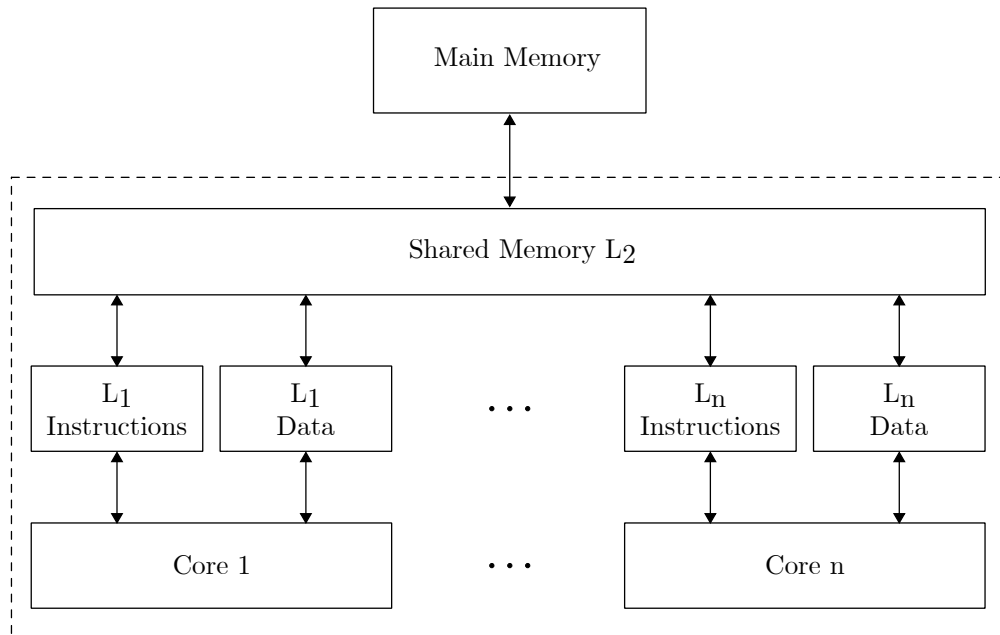 Main Memory
Shared Memory L2
L1
Instructions
L1
Data
. . .
Ln
Instructions
Ln
Data
Core 1
. . .
Core n